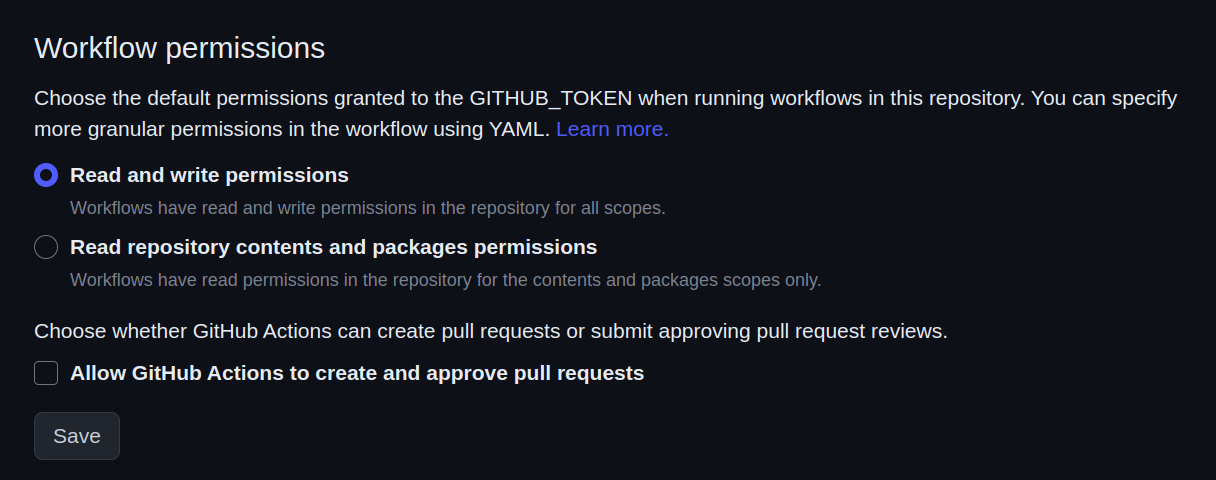 Workflow permissions
Choose the default permissions granted to the GITHUB_TOKEN when running workflows in this repository. You can specify
more granular permissions in the workflow using YAML. Learn more.
Read and write permissions
Workflows have read and write permissions in the repository for all scopes.
Read repository contents and packages permissions
Workflows have read permissions in the repository for the contents and packages scopes only.
Choose whether GitHub Actions can create pull requests or submit approving pull request reviews.
Allow GitHub Actions to create and approve pull requests
Save